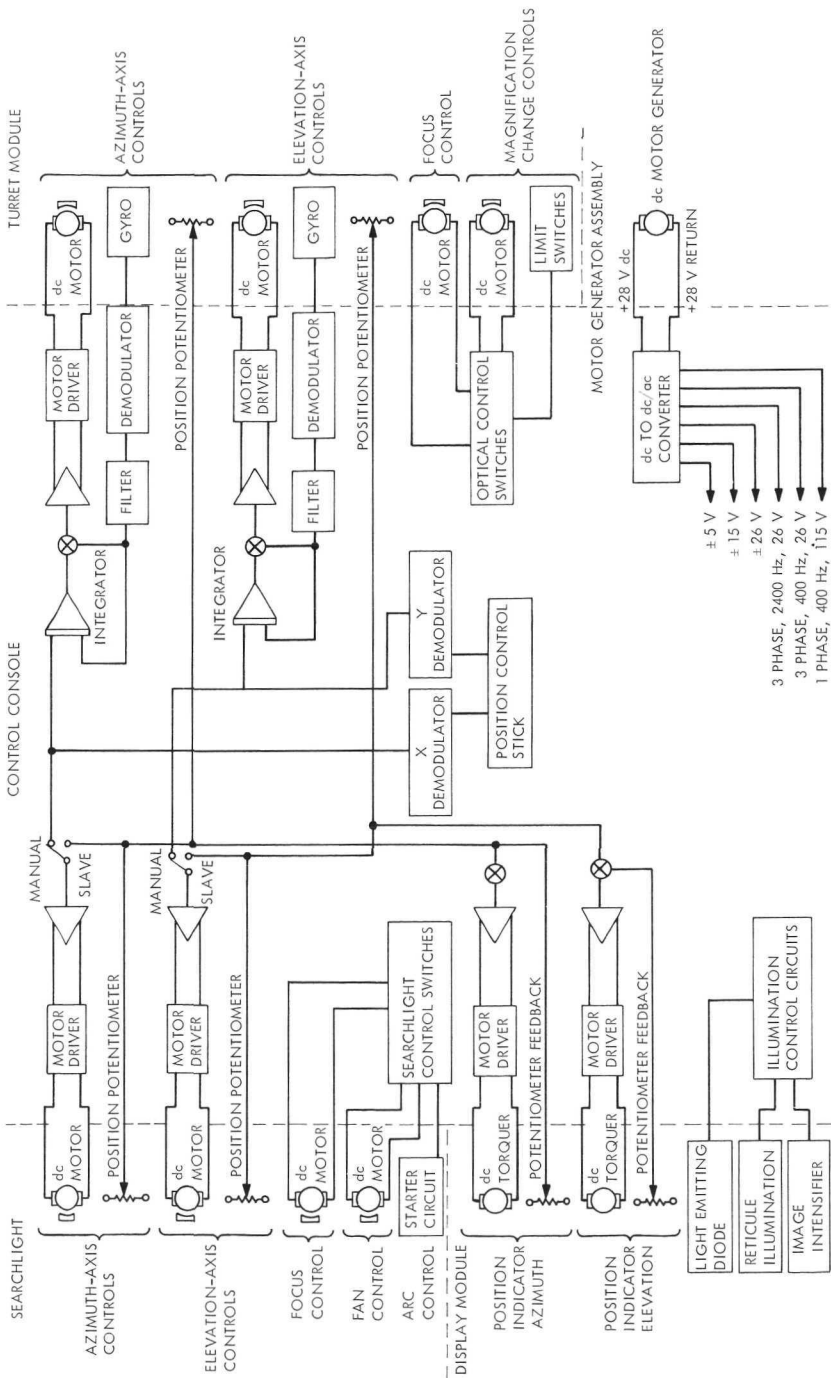 SEARCHLIGHT
CONTROL CONSOLE
TURRET MODULE
AZIMUTH-AXIS
CONTROLS
dc
MOTOR
MOTOR
DRIVER
MANUAL
SLAVE
POSITION POTENTIOMETER
INTEGRATOR
MOTOR
DRIVER
dc
MOTOR
FILTER
DEMODULATOR
GYRO
AZIMUTH-AXIS
CONTROLS
POSITION POTENTIOMETER
ELEVATION-AXIS
CONTROLS
dc
MOTOR
MOTOR
DRIVER
MANUAL
SLAVE
POSITION POTENTIOMETER
INTEGRATOR
MOTOR
DRIVER
dc
MOTOR
FILTER
DEMODULATOR
GYRO
ELEVATION-AXIS
CONTROLS
POSITION POTENTIOMETER
FOCUS
CONTROL
dc
MOTOR
FAN
CONTROL
dc
MOTOR
ARC
CONTROL
STARTER
CIRCUIT
SEARCHLIGHT
CONTROL SWITCHES
X
DEMODULATOR
Y
DEMODULATOR
POSITION CONTROL
STICK
OPTICAL CONTROL
SWITCHES
dc
MOTOR
FOCUS
CONTROL
dc
MOTOR
LIMIT
SWITCHES
MAGNIFICATION
CHANGE CONTROLS
DISPLAY MODULE
POSITION
INDICATOR
AZIMUTH
dc
TORQUER
MOTOR
DRIVER
POTENTIOMETER FEEDBACK
POSITION
INDICATOR
ELEVATION
dc
TORQUER
MOTOR
DRIVER
POTENTIOMETER FEEDBACK
MOTOR GENERATOR ASSEMBLY
dc TO dc/ac
CONVERTER
+28 V dc
+28 V RETURN
dc MOTOR GENERATOR
±5 V
±15 V
±26 V
3 PHASE, 2400 Hz, 26 V
3 PHASE, 400 Hz, 26 V
1 PHASE, 400 Hz, 115 V
LIGHT EMITTING
DIODE
RETICULE
ILLUMINATION
IMAGE
INTENSIFIER
ILLUMINATION
CONTROL CIRCUITS